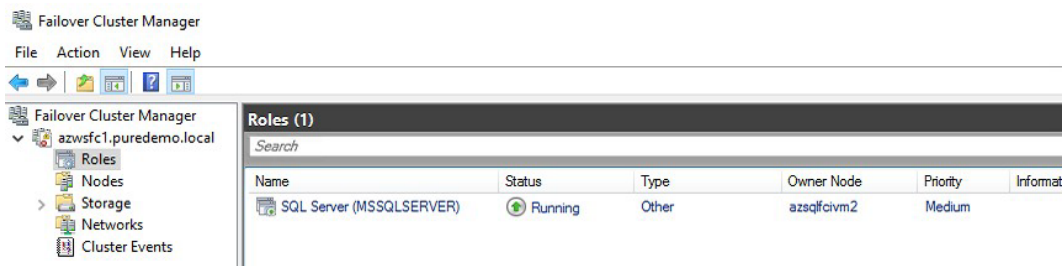 Failover Cluster Manager
File Action View Help
Failover Cluster Manager
azwsfc1.puredemo.local
Roles
Nodes
Storage
Networks
Cluster Events
Roles (1)
Search
Name Status Type Owner Node Priority Informat
SQL Server (MSSQLSERVER) Running Other azsqlfcivm2 Medium